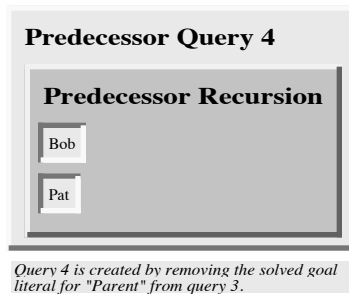 Predecessor Query 4
Predecessor Recursion
Bob
Pat
Query 4 is created by removing the solved goal
literal for "Parent" from query 3.